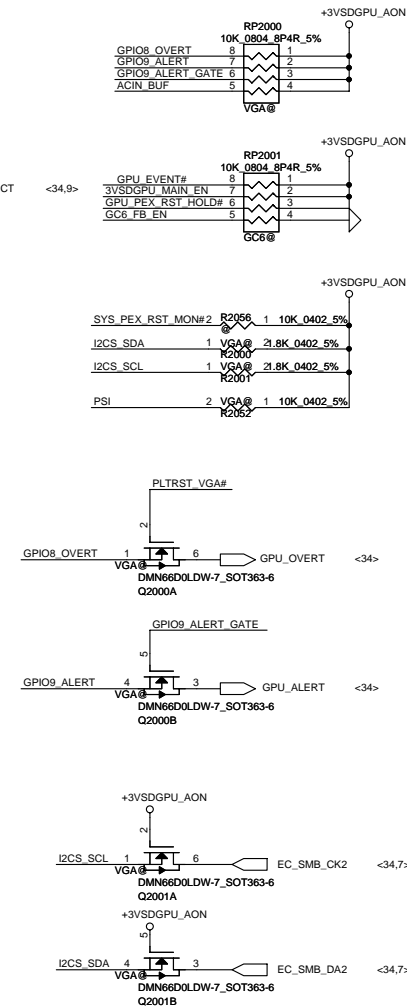 +3VSDGPU_AON
RP2000
10K_0804_8P4R_5%
GPIO8_OVERT 8 1
GPIO9_ALERT 7 2
GPIO9_ALERT_GATE 6 3
ACIN_BUF 5 4
VGA@
+3VSDGPU_AON
RP2001
10K_0804_8P4R_5%
CT <34,9> GPU_EVENT# 8 1
3VSDGPU_MAIN_EN 7 2
GPU_PEX_RST_HOLD# 6 3
GC6_FB_EN 5 4
GC6@
+3VSDGPU_AON
SYS_PEX_RST_MON# 2 R2056 1 10K_0402_5%
@
I2CS_SDA 1 VGA@ 2 1.8K_0402_5%
R2000
I2CS_SCL 1 VGA@ 2 1.8K_0402_5%
R2001
PSI 2 VGA@ 1 10K_0402_5%
R2052
PLTRST_VGA#
2
GPIO8_OVERT 1 6 GPU_OVERT <34>
VGA@
DMN66D0LDW-7_SOT363-6
Q2000A
GPIO9_ALERT_GATE
5
GPIO9_ALERT 4 3 GPU_ALERT <34>
VGA@
DMN66D0LDW-7_SOT363-6
Q2000B
+3VSDGPU_AON
2
I2CS_SCL 1 6 EC_SMB_CK2 <34,7>
VGA@
DMN66D0LDW-7_SOT363-6
Q2001A
+3VSDGPU_AON
5
I2CS_SDA 4 3 EC_SMB_DA2 <34,7>
VGA@
DMN66D0LDW-7_SOT363-6
Q2001B